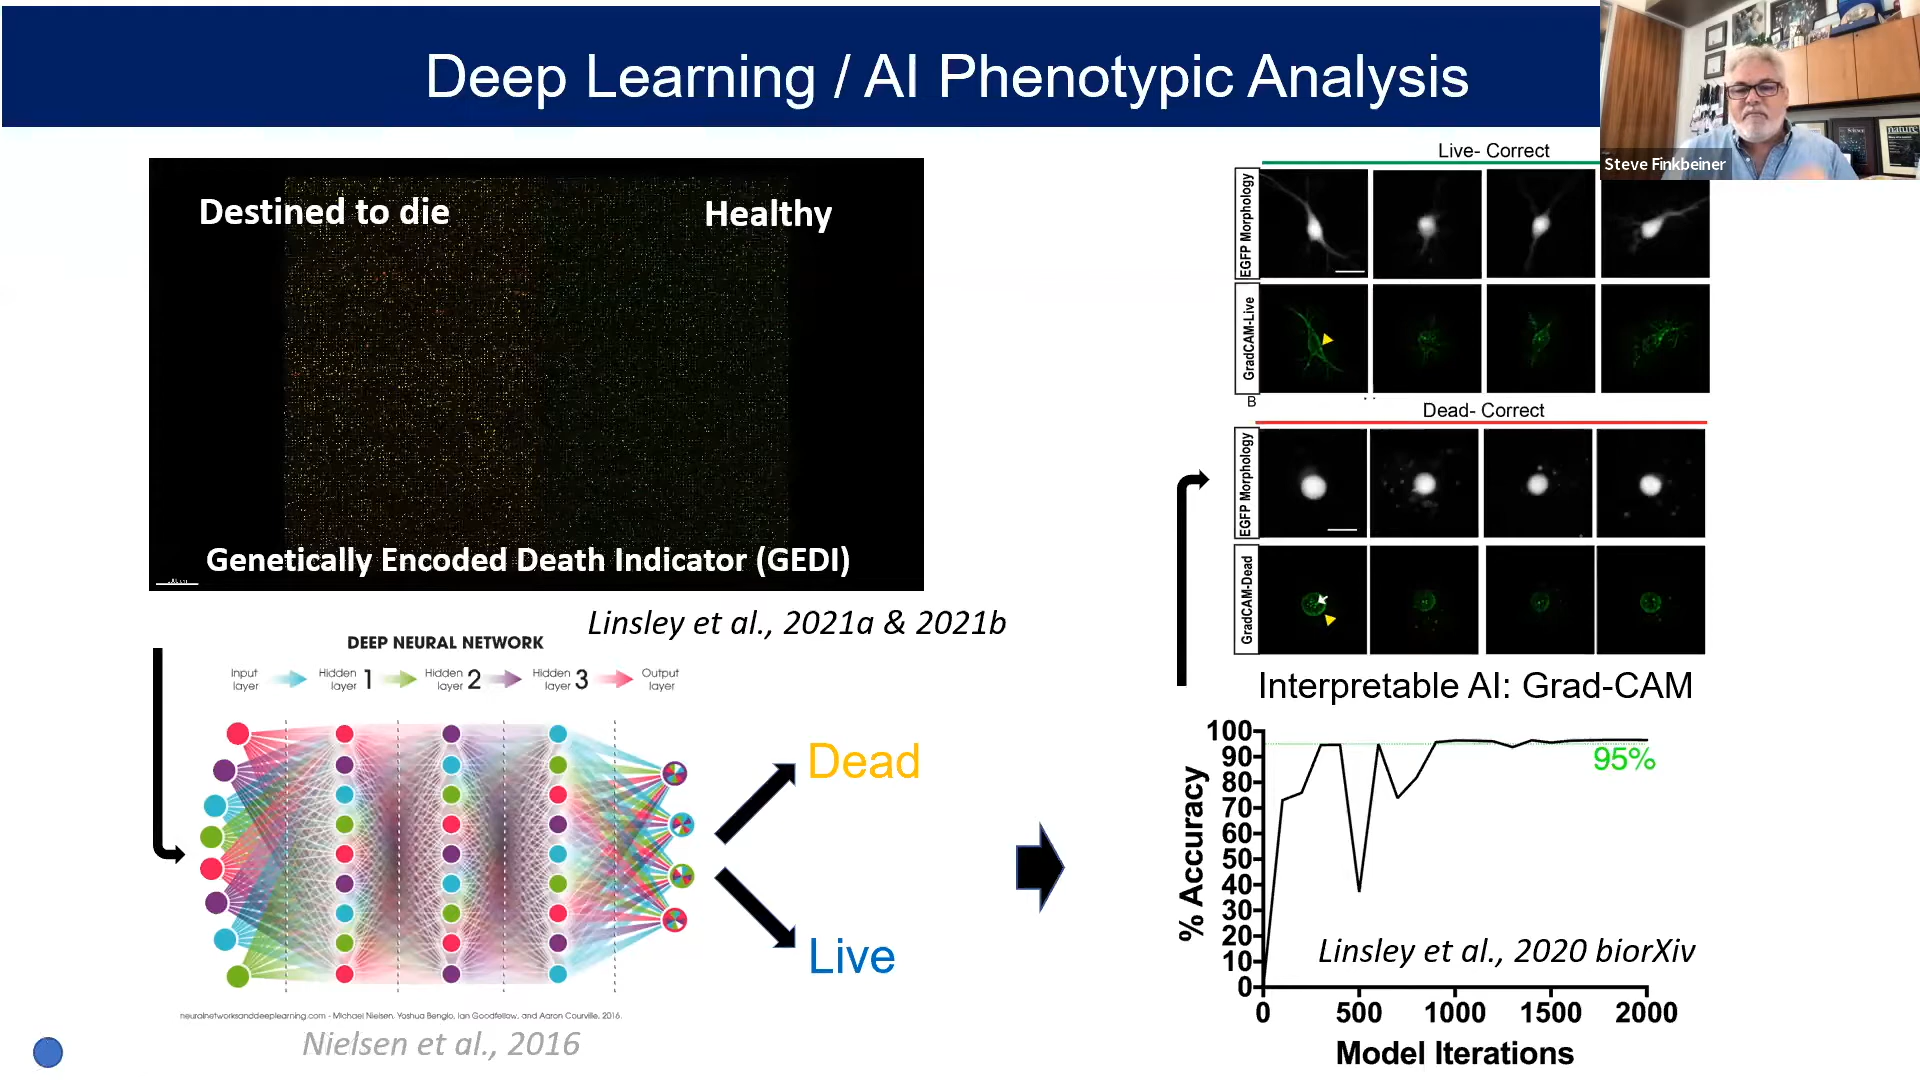 Deep Learning / AI Phenotypic Analysis
Steve Finkbeiner
nature
Destined to die
Healthy
Genetically Encoded Death Indicator (GEDI)
Linsley et al., 2021a & 2021b
DEEP NEURAL NETWORK
Input layer
Hidden layer 1
Hidden layer 2
Hidden layer 3
Output layer
Dead
Live
neuralnetworksanddeeplearning.com - Michael Nielsen, Yoshua Bengio, Ian Goodfellow, and Aaron Courville, 2016.
Nielsen et al., 2016
Live- Correct
EGFP Morphology
GradCAM-Live
B
Dead- Correct
EGFP Morphology
GradCAM-Dead
Interpretable AI: Grad-CAM
% Accuracy
100
90
80
70
60
50
40
30
20
10
0
95%
Linsley et al., 2020 biorXiv
0 500 1000 1500 2000
Model Iterations